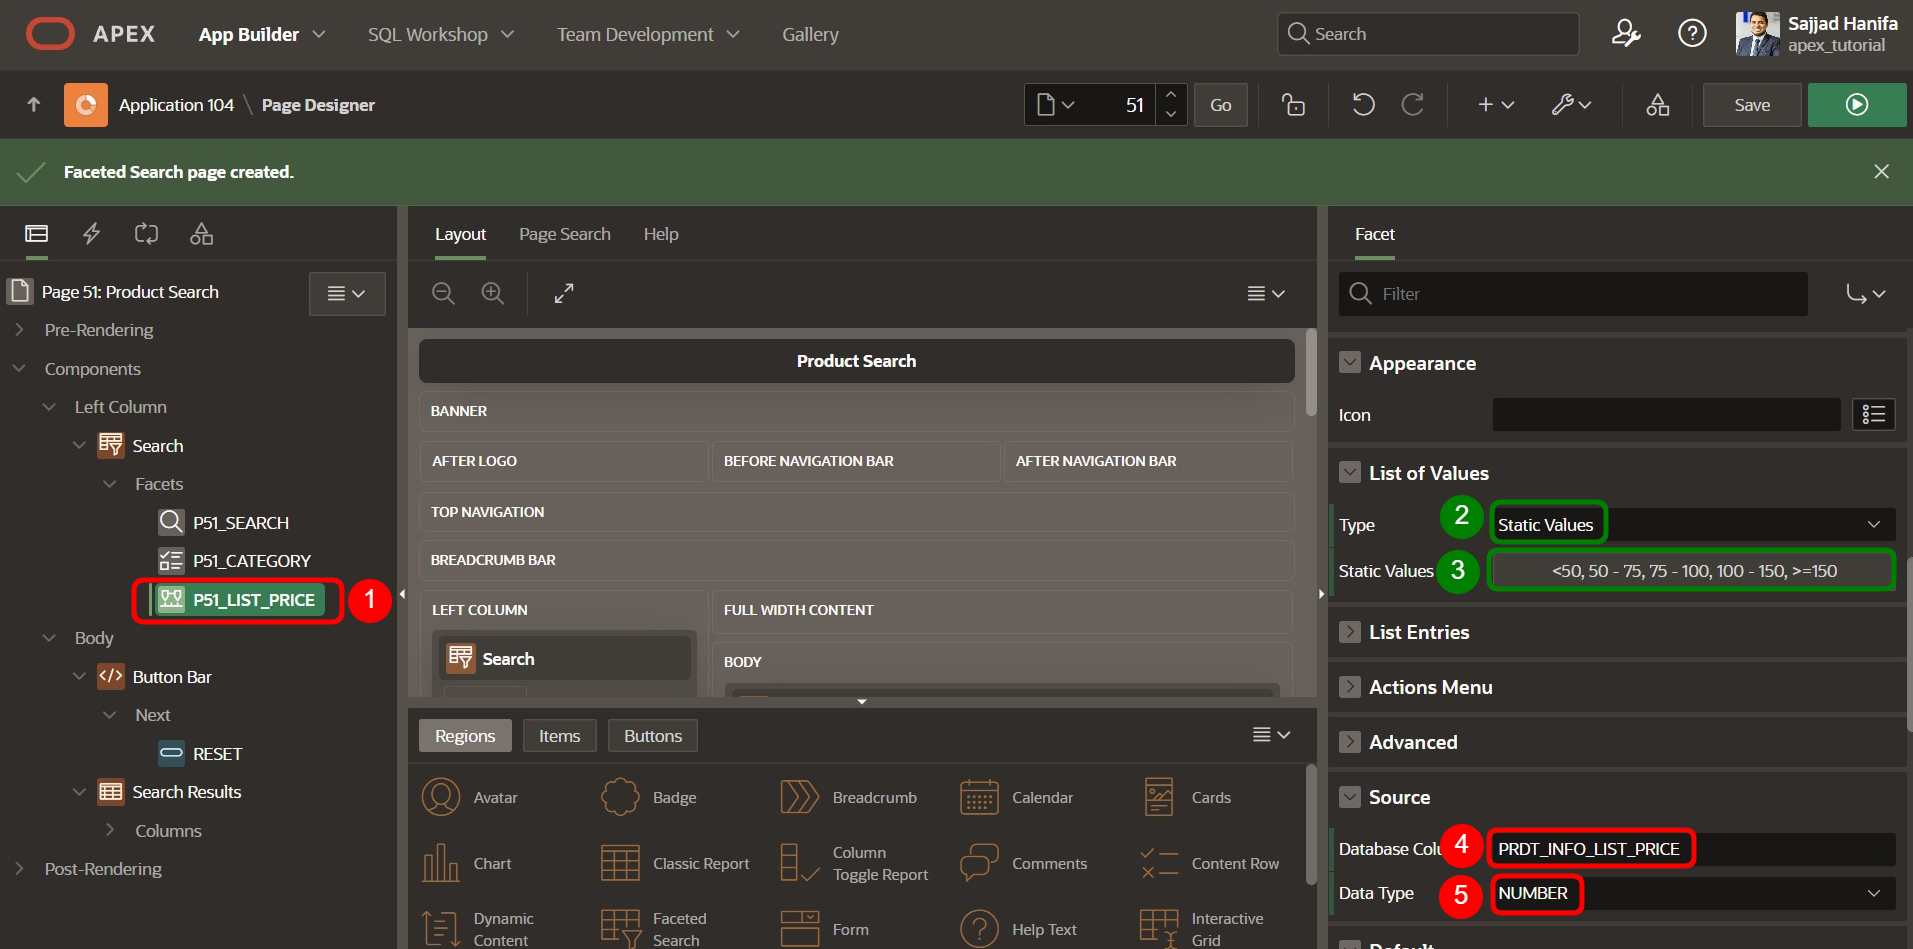 APEX
App Builder
SQL Workshop
Team Development
Gallery
Search
Sajjad Hanifa
apex_tutorial
Application 104 \ Page Designer
51
Go
Save
Faceted Search page created.
Page 51: Product Search
Pre-Rendering
Components
Left Column
Search
Facets
P51_SEARCH
P51_CATEGORY
P51_LIST_PRICE
1
Body
Button Bar
Next
RESET
Search Results
Columns
Post-Rendering
Layout
Page Search
Help
Product Search
BANNER
AFTER LOGO
BEFORE NAVIGATION BAR
AFTER NAVIGATION BAR
TOP NAVIGATION
BREADCRUMB BAR
LEFT COLUMN
FULL WIDTH CONTENT
Search
BODY
Regions
Items
Buttons
Avatar
Badge
Breadcrumb
Calendar
Cards
Chart
Classic Report
Column
Toggle Report
Comments
Content Row
Dynamic
Content
Faceted
Search
Form
Help Text
Interactive
Grid
Facet
Filter
Appearance
Icon
List of Values
Type
2
Static Values
Static Values
3
<50, 50 - 75, 75 - 100, 100 - 150, >=150
List Entries
Actions Menu
Advanced
Source
Database Colu
4
PRDT_INFO_LIST_PRICE
Data Type
5
NUMBER